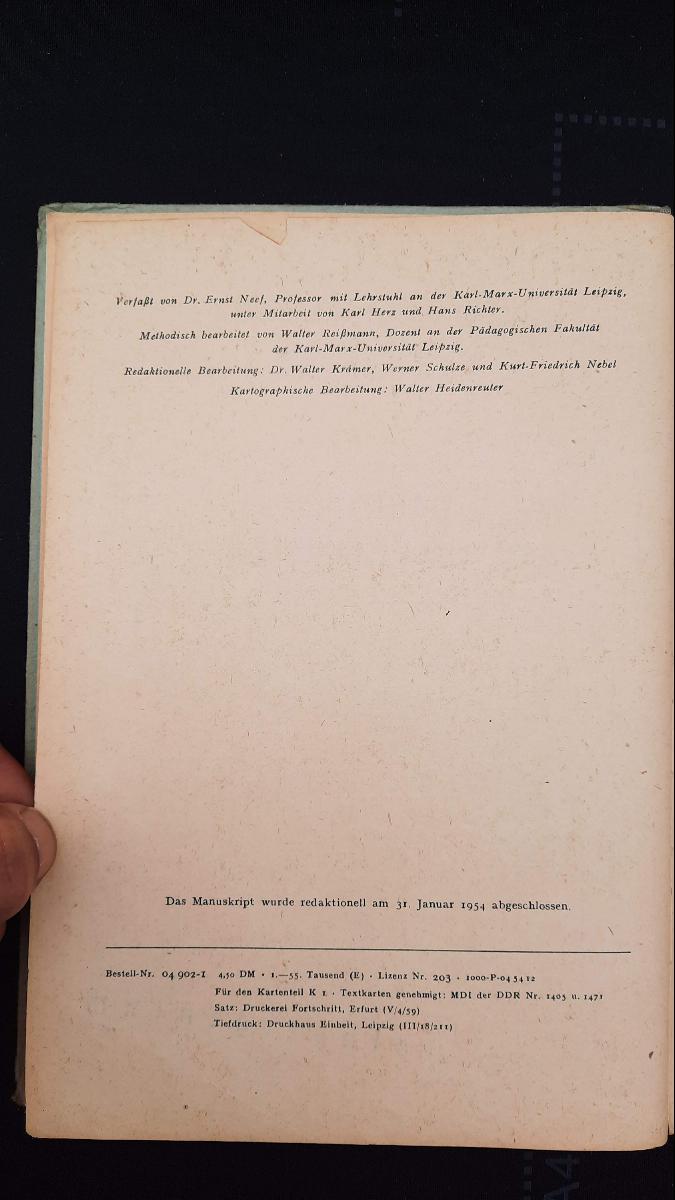 Verfaßt von Dr. Ernst Neef, Professor mit Lehrstuhl an der Karl-Marx-Universität Leipzig,
unter Mitarbeit von Karl Herz und Hans Richter.
Methodisch bearbeitet von Walter Reißmann, Dozent an der Pädagogischen Fakultät
der Karl-Marx-Universität Leipzig.
Redaktionelle Bearbeitung: Dr. Walter Krämer, Werner Schulze und Kurt-Friedrich Nebel
Kartographische Bearbeitung: Walter Heidenreuter
Das Manuskript wurde redaktionell am 31. Januar 1954 abgeschlossen.
Bestell-Nr. 04 902-1 4,50 DM · 1.—55. Tausend (E) · Lizenz Nr. 203 · 1000-P-04 54 12
Für den Kartenteil K 1 · Textkarten genehmigt: MDI der DDR Nr. 1405 u. 1471
Satz: Druckerei Fortschritt, Erfurt (V/4/59)
Tiefdruck: Druckhaus Einheit, Leipzig (III/18/211)
A4